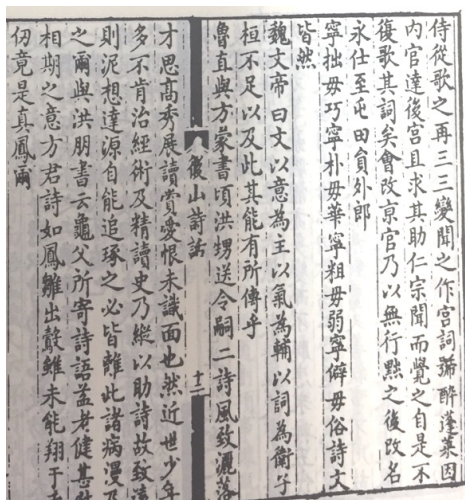 侍從歌之再三三變聞之作宮詞號醉蓬萊因
內官達後宮且求其助仁宗聞而覺之自是不
復歌其詞矣會改京官乃以無行黜之後改名
永仕至屯田員外郎
寧拙毋巧寧朴毋華寧粗毋弱寧僻毋俗詩文
皆然
魏文帝曰文以意為王以氣為輔以詞為衛子
桓不足以及此其能有所傳乎
魯直與方蒙書頃洪甥送令嗣二詩風致灑落
後山詩話
十二
才思高秀展讀賞愛恨未識面也然近世少年
多不肯治經術及精讀史乃縱以助詩故致遠
則泥想達源自能追琢之必皆離此諸病漫及
之爾與洪朋書云龜父所寄詩語益老健甚
相期之意方君詩如鳳雛出鷇雖未能翔于
仞竟是真鳳爾